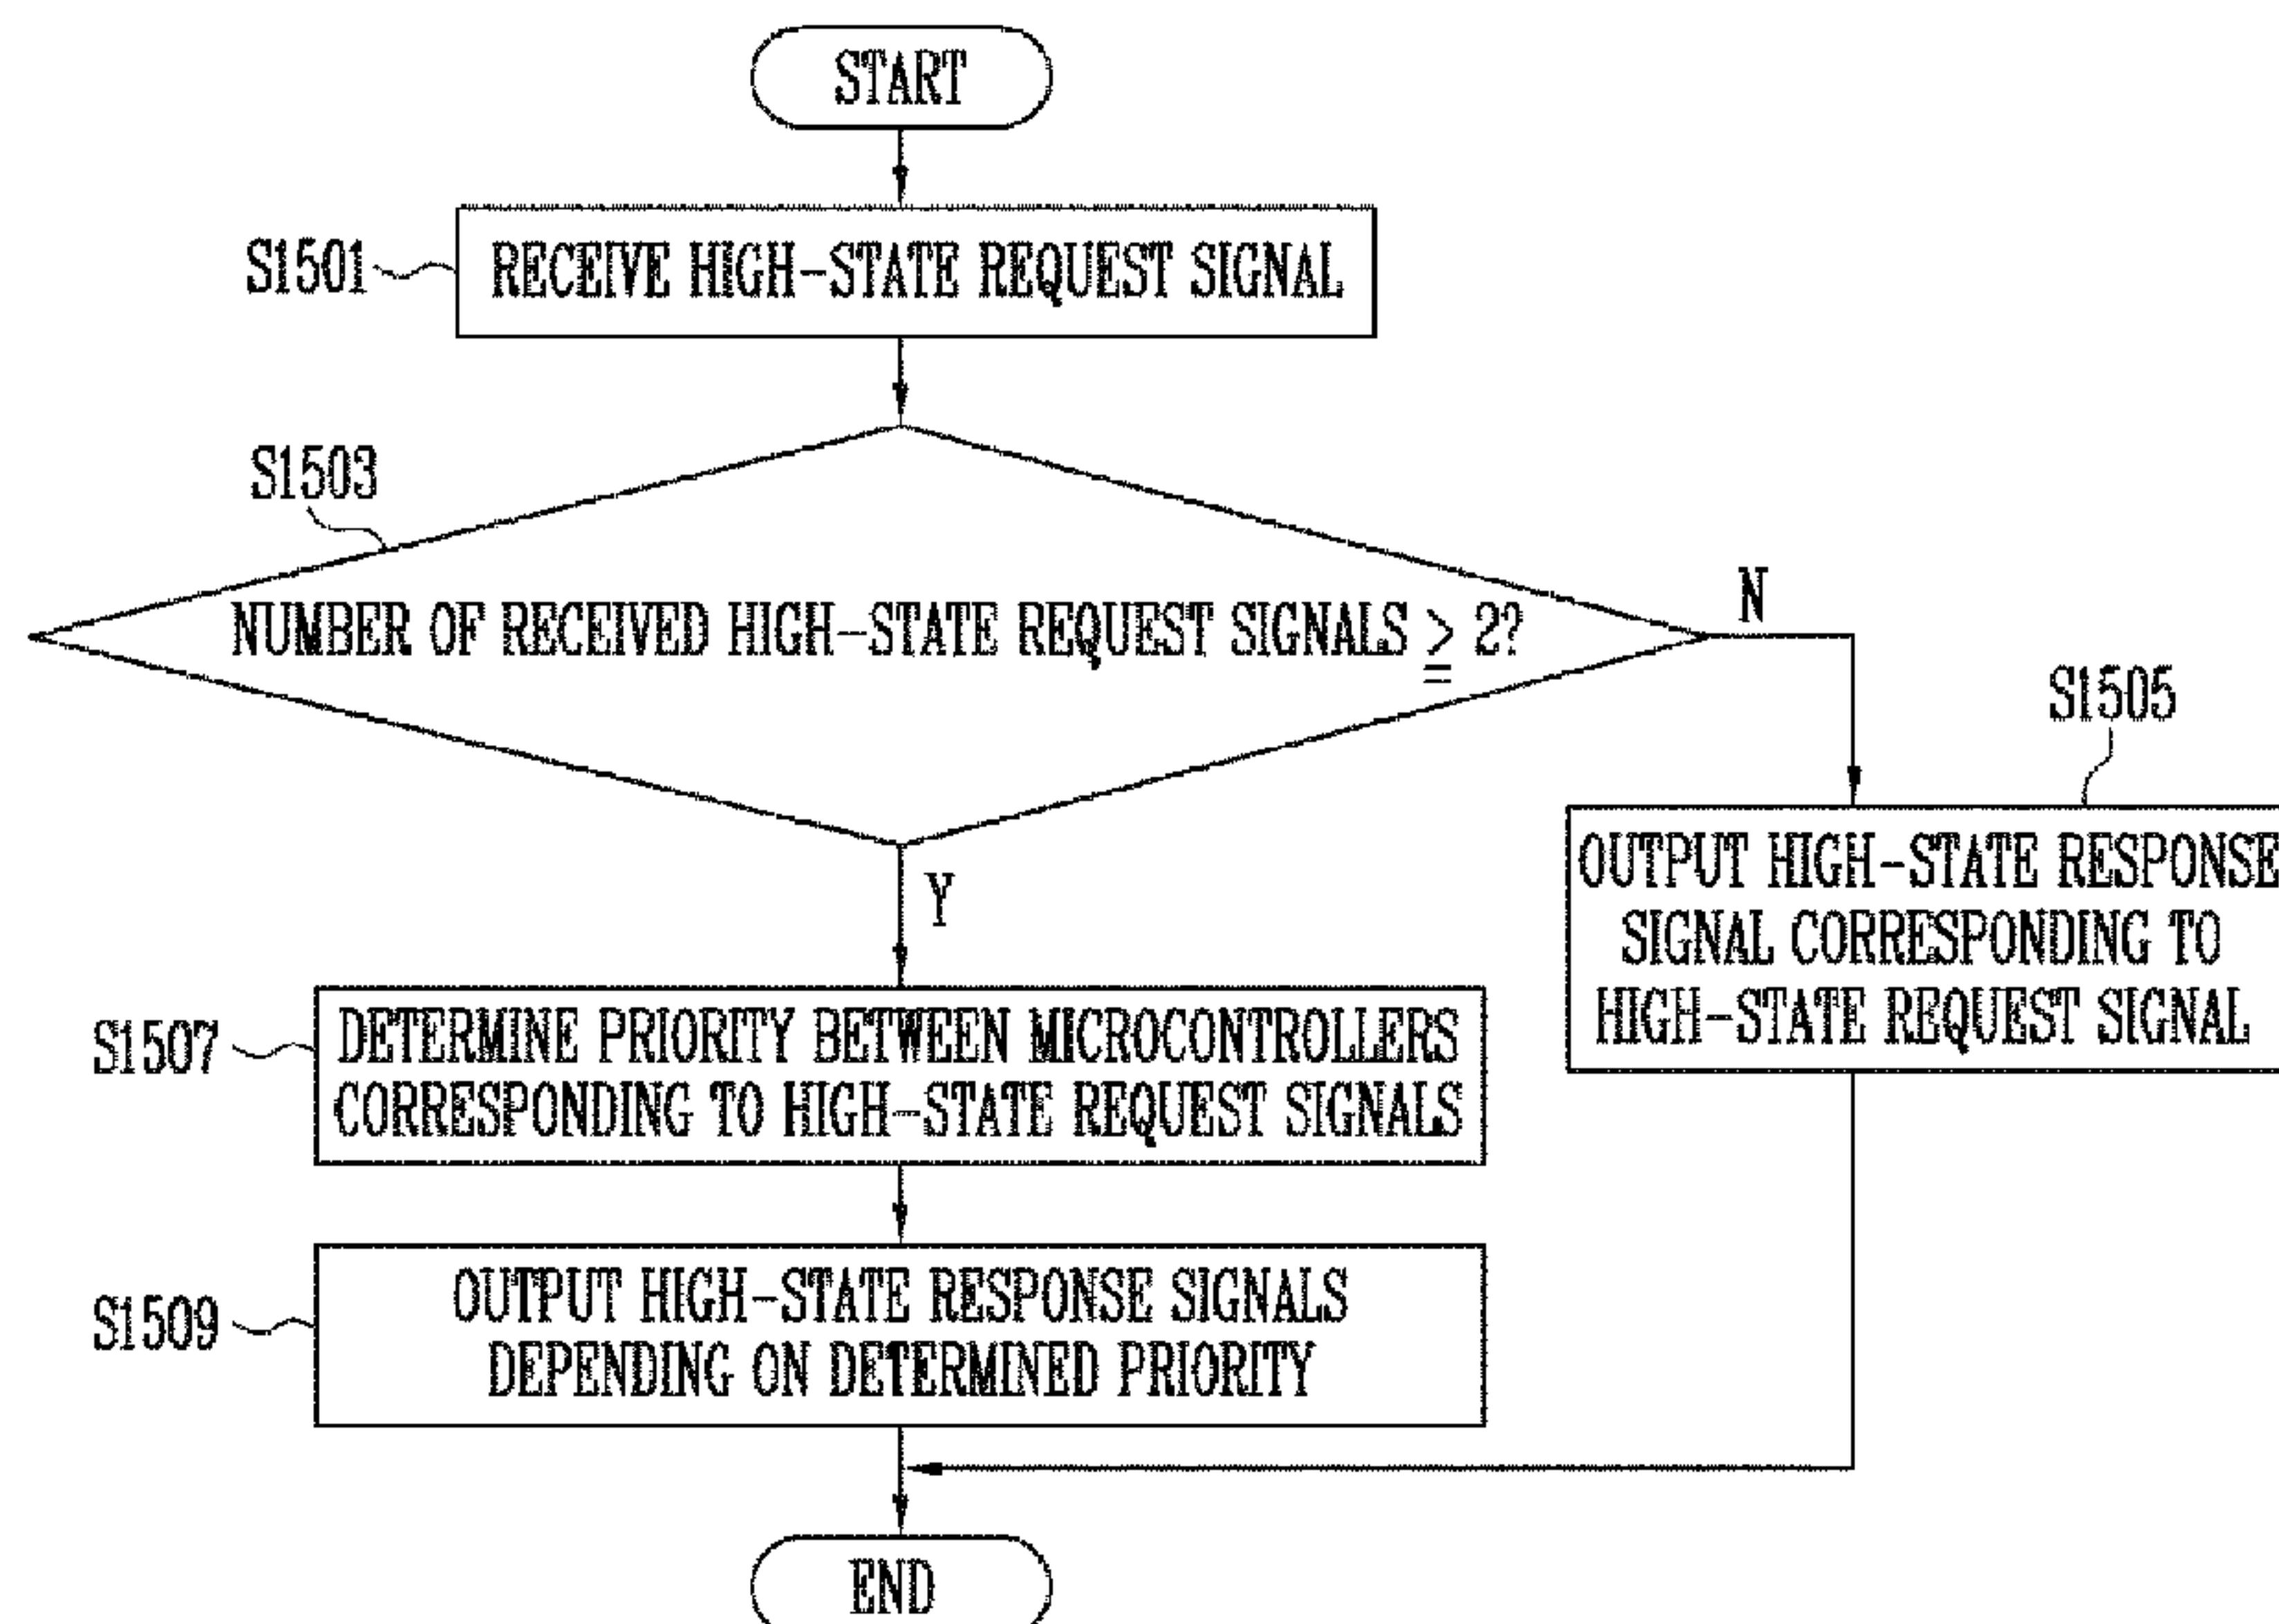 START
S1501
RECEIVE HIGH-STATE REQUEST SIGNAL
S1503
NUMBER OF RECEIVED HIGH-STATE REQUEST SIGNALS ≧ 2?
N
S1505
OUTPUT HIGH-STATE RESPONSE
SIGNAL CORRESPONDING TO
HIGH-STATE REQUEST SIGNAL
Y
S1507
DETERMINE PRIORITY BETWEEN MICROCONTROLLERS
CORRESPONDING TO HIGH-STATE REQUEST SIGNALS
S1509
OUTPUT HIGH-STATE RESPONSE SIGNALS
DEPENDING ON DETERMINED PRIORITY
END